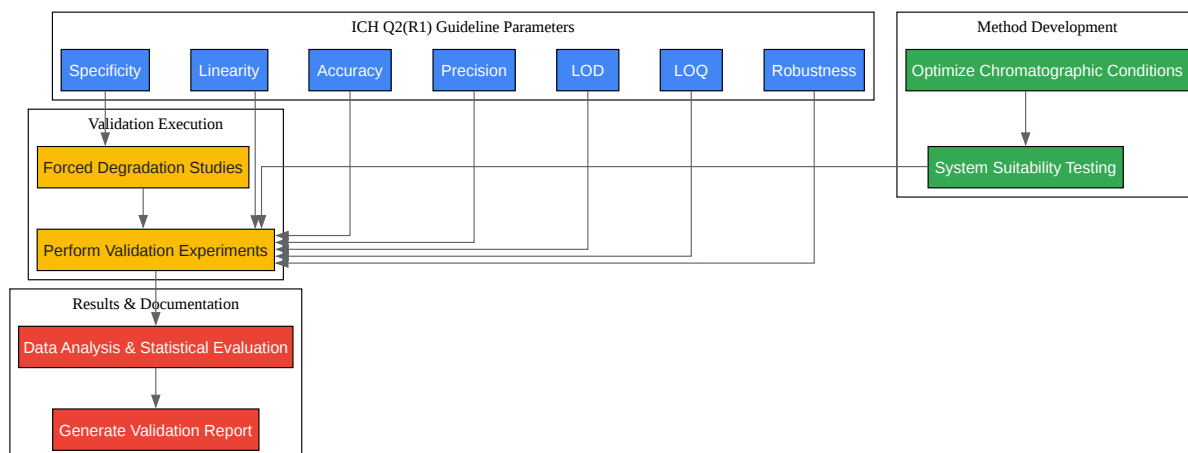 ICH Q2(R1) Guideline Parameters
Specificity
Linearity
Accuracy
Precision
LOD
LOQ
Robustness
Method Development
Optimize Chromatographic Conditions
System Suitability Testing
Validation Execution
Forced Degradation Studies
Perform Validation Experiments
Results & Documentation
Data Analysis & Statistical Evaluation
Generate Validation Report